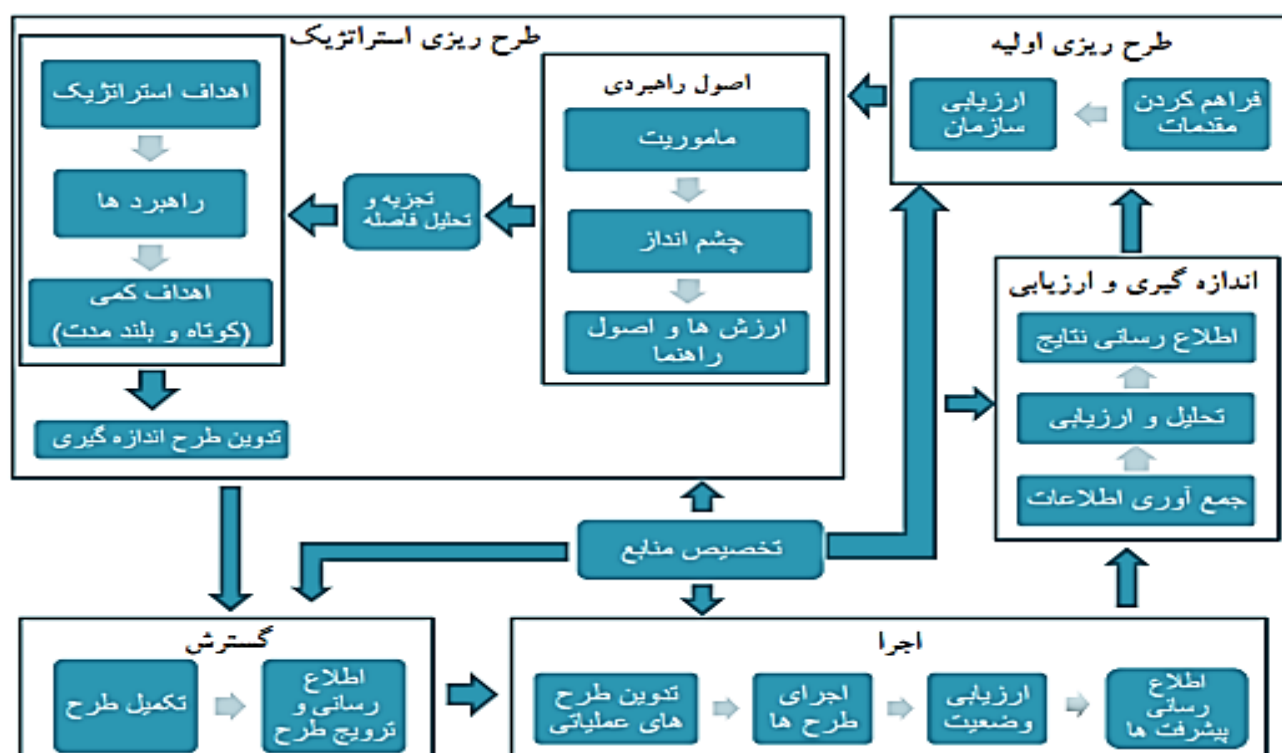 طرح ریزی اولیه
فراهم کردن
مقدمات
ارزیابی
سازمان
طرح ریزی استراتژیک
اصول راهبردی
ماموریت
چشم انداز
ارزش ها و اصول
راهنما
تجزیه و
تحلیل فاصله
اهداف استراتژیک
راهبرد ها
اهداف کمی
(کوتاه و بلند مدت)
تدوین طرح اندازه گیری
اندازه گیری و ارزیابی
اطلاع رسانی نتایج
تحلیل و ارزیابی
جمع آوری اطلاعات
تخصیص منابع
گسترش
تکمیل طرح
اطلاع
رسانی و
ترویج طرح
اجرا
تدوین طرح
های عملیاتی
اجرای
طرح ها
ارزیابی
وضعیت
اطلاع
رسانی
پیشرفت ها